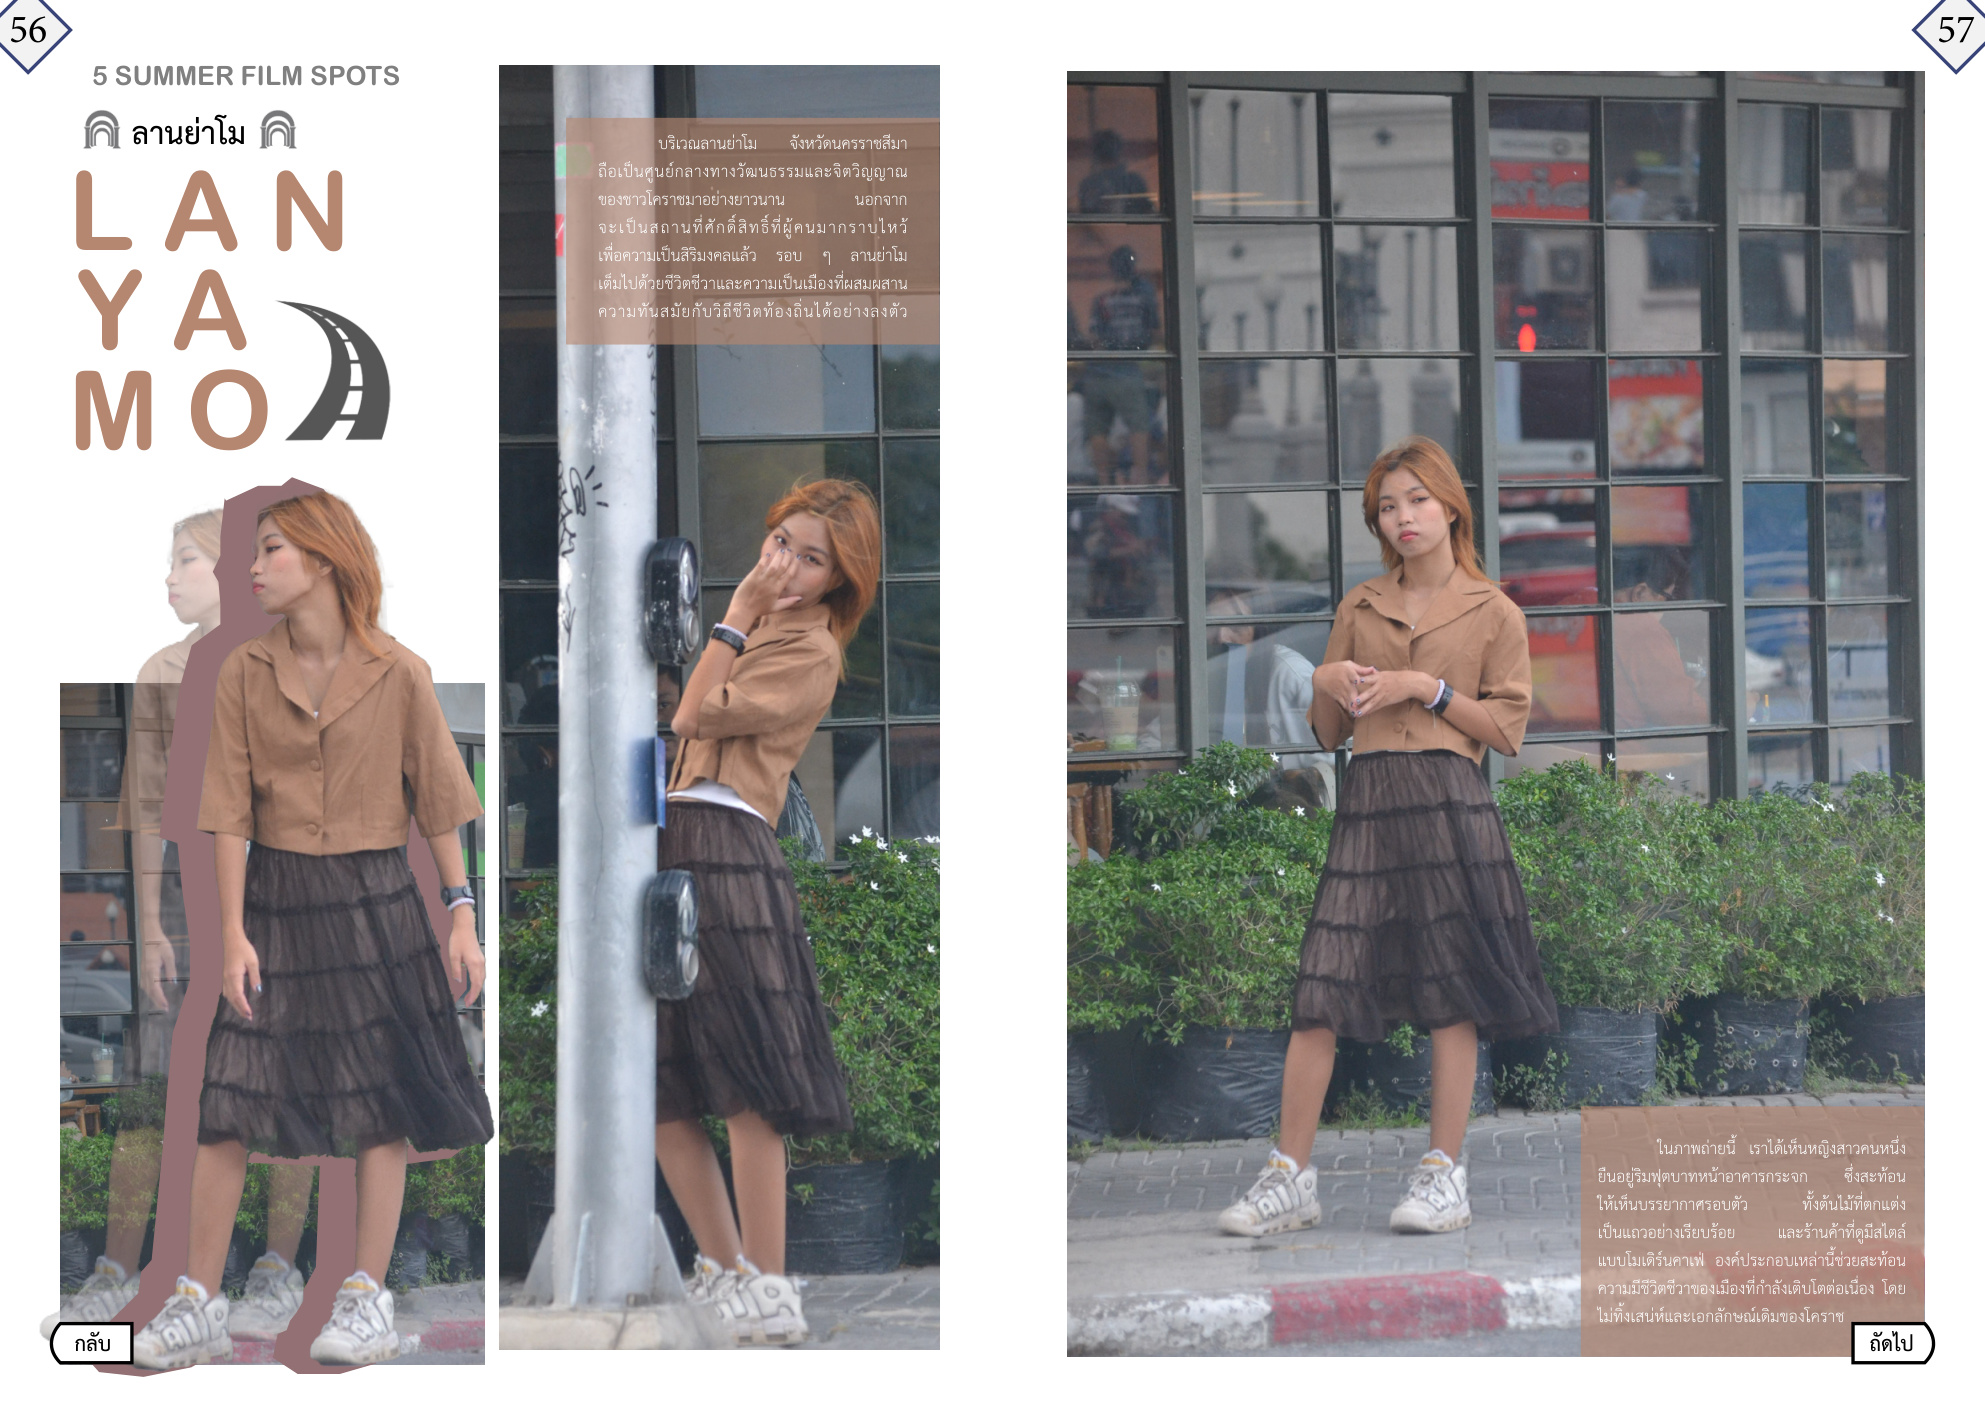 56
57
5 SUMMER FILM SPOTS
ลานย่าโม
LAN
YA
MO
บริเวณลานย่าโม จังหวัดนครราชสีมา
ถือเป็นศูนย์กลางทางวัฒนธรรมและจิตวิญญาณ
ของชาวโคราชมาอย่างยาวนาน นอกจาก
จะเป็นสถานที่ศักดิ์สิทธิ์ที่ผู้คนมากราบไหว้
เพื่อความเป็นสิริมงคลแล้ว รอบ ๆ ลานย่าโม
เต็มไปด้วยชีวิตชีวาและความเป็นเมืองที่ผสมผสาน
ความทันสมัยกับวิถีชีวิตท้องถิ่นได้อย่างลงตัว
ในภาพถ่ายนี้ เราได้เห็นหญิงสาวคนหนึ่ง
ยืนอยู่ริมฟุตบาทหน้าอาคารกระจก ซึ่งสะท้อน
ให้เห็นบรรยากาศรอบตัว ทั้งต้นไม้ที่ตกแต่ง
เป็นแถวอย่างเรียบร้อย และร้านค้าที่ดูมีสไตล์
แบบโมเดิร์นคาเฟ่ องค์ประกอบเหล่านี้ช่วยสะท้อน
ความมีชีวิตชีวาของเมืองที่กำลังเติบโตต่อเนื่อง โดย
ไม่ทิ้งเสน่ห์และเอกลักษณ์เดิมของโคราช
กลับ
ถัดไป